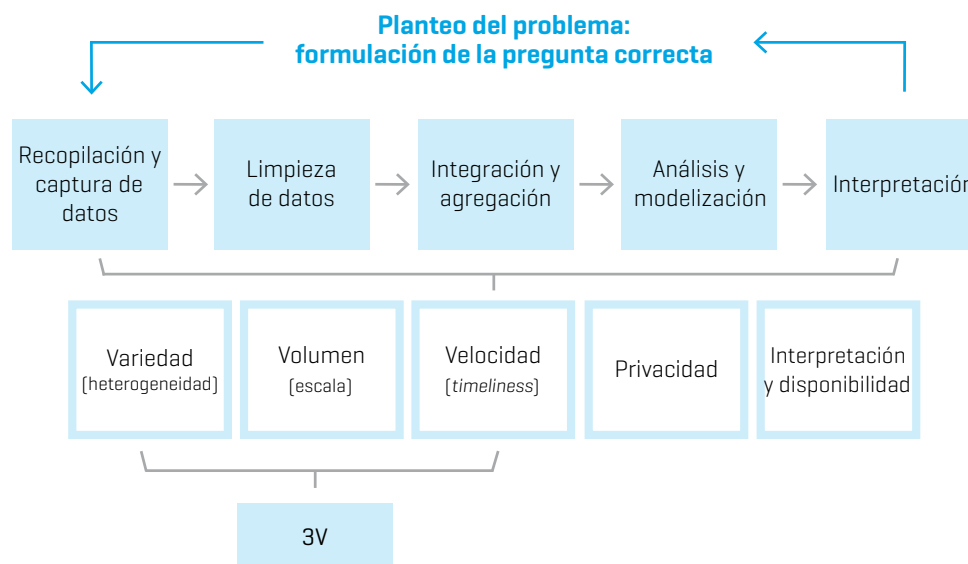 Planteo del problema:
formulación de la pregunta correcta
Recopilación y
captura de
datos
Limpieza
de datos
Integración y
agregación
Análisis y
modelización
Interpretación
Variedad
(heterogeneidad)
Volumen
(escala)
Velocidad
(timeliness)
Privacidad
Interpretación
y disponibilidad
3V